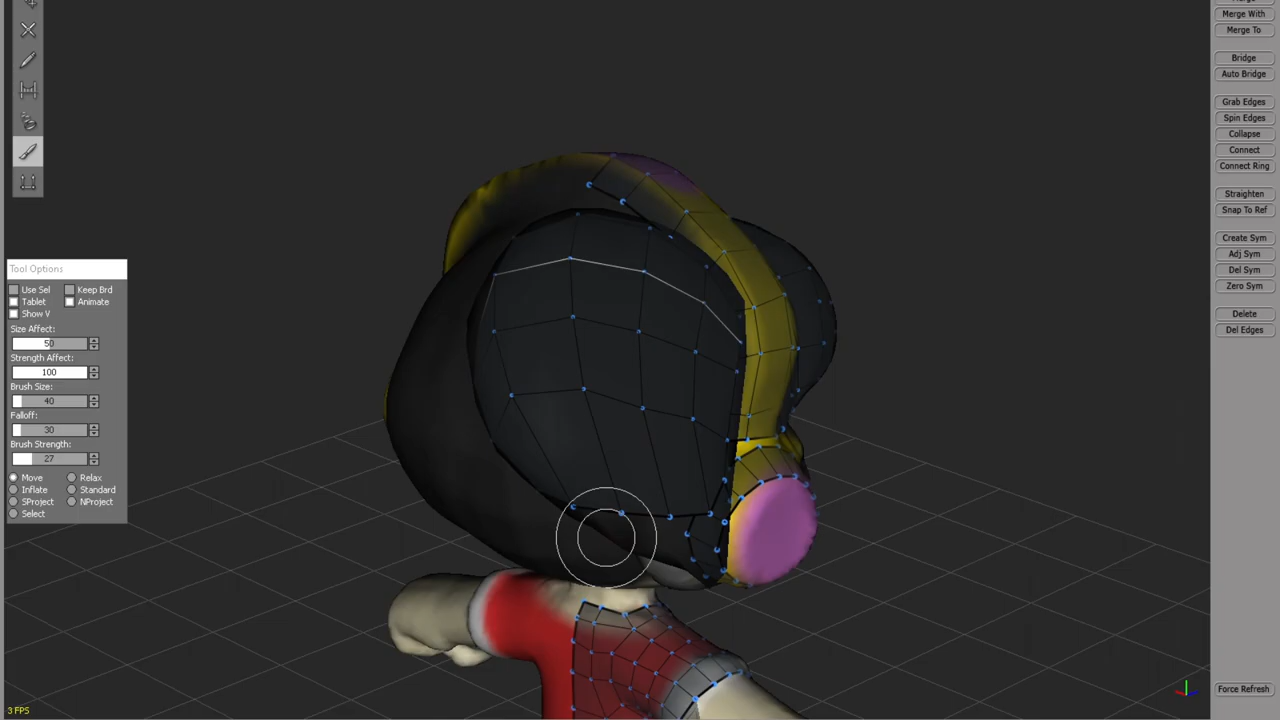 Merge
Merge With
Merge To
Bridge
Auto Bridge
Grab Edges
Spin Edges
Collapse
Connect
Connect Ring
Straighten
Snap To Ref
Create Sym
Adj Sym
Del Sym
Zero Sym
Delete
Del Edges
Force Refresh
Tool Options
Use Sel Keep Brd
Tablet Animate
Show V
Size Affect:
50
Strength Affect:
100
Brush Size:
40
Falloff:
30
Brush Strength:
27
Move Relax
Inflate Standard
SProject NProject
Select
3 FPS